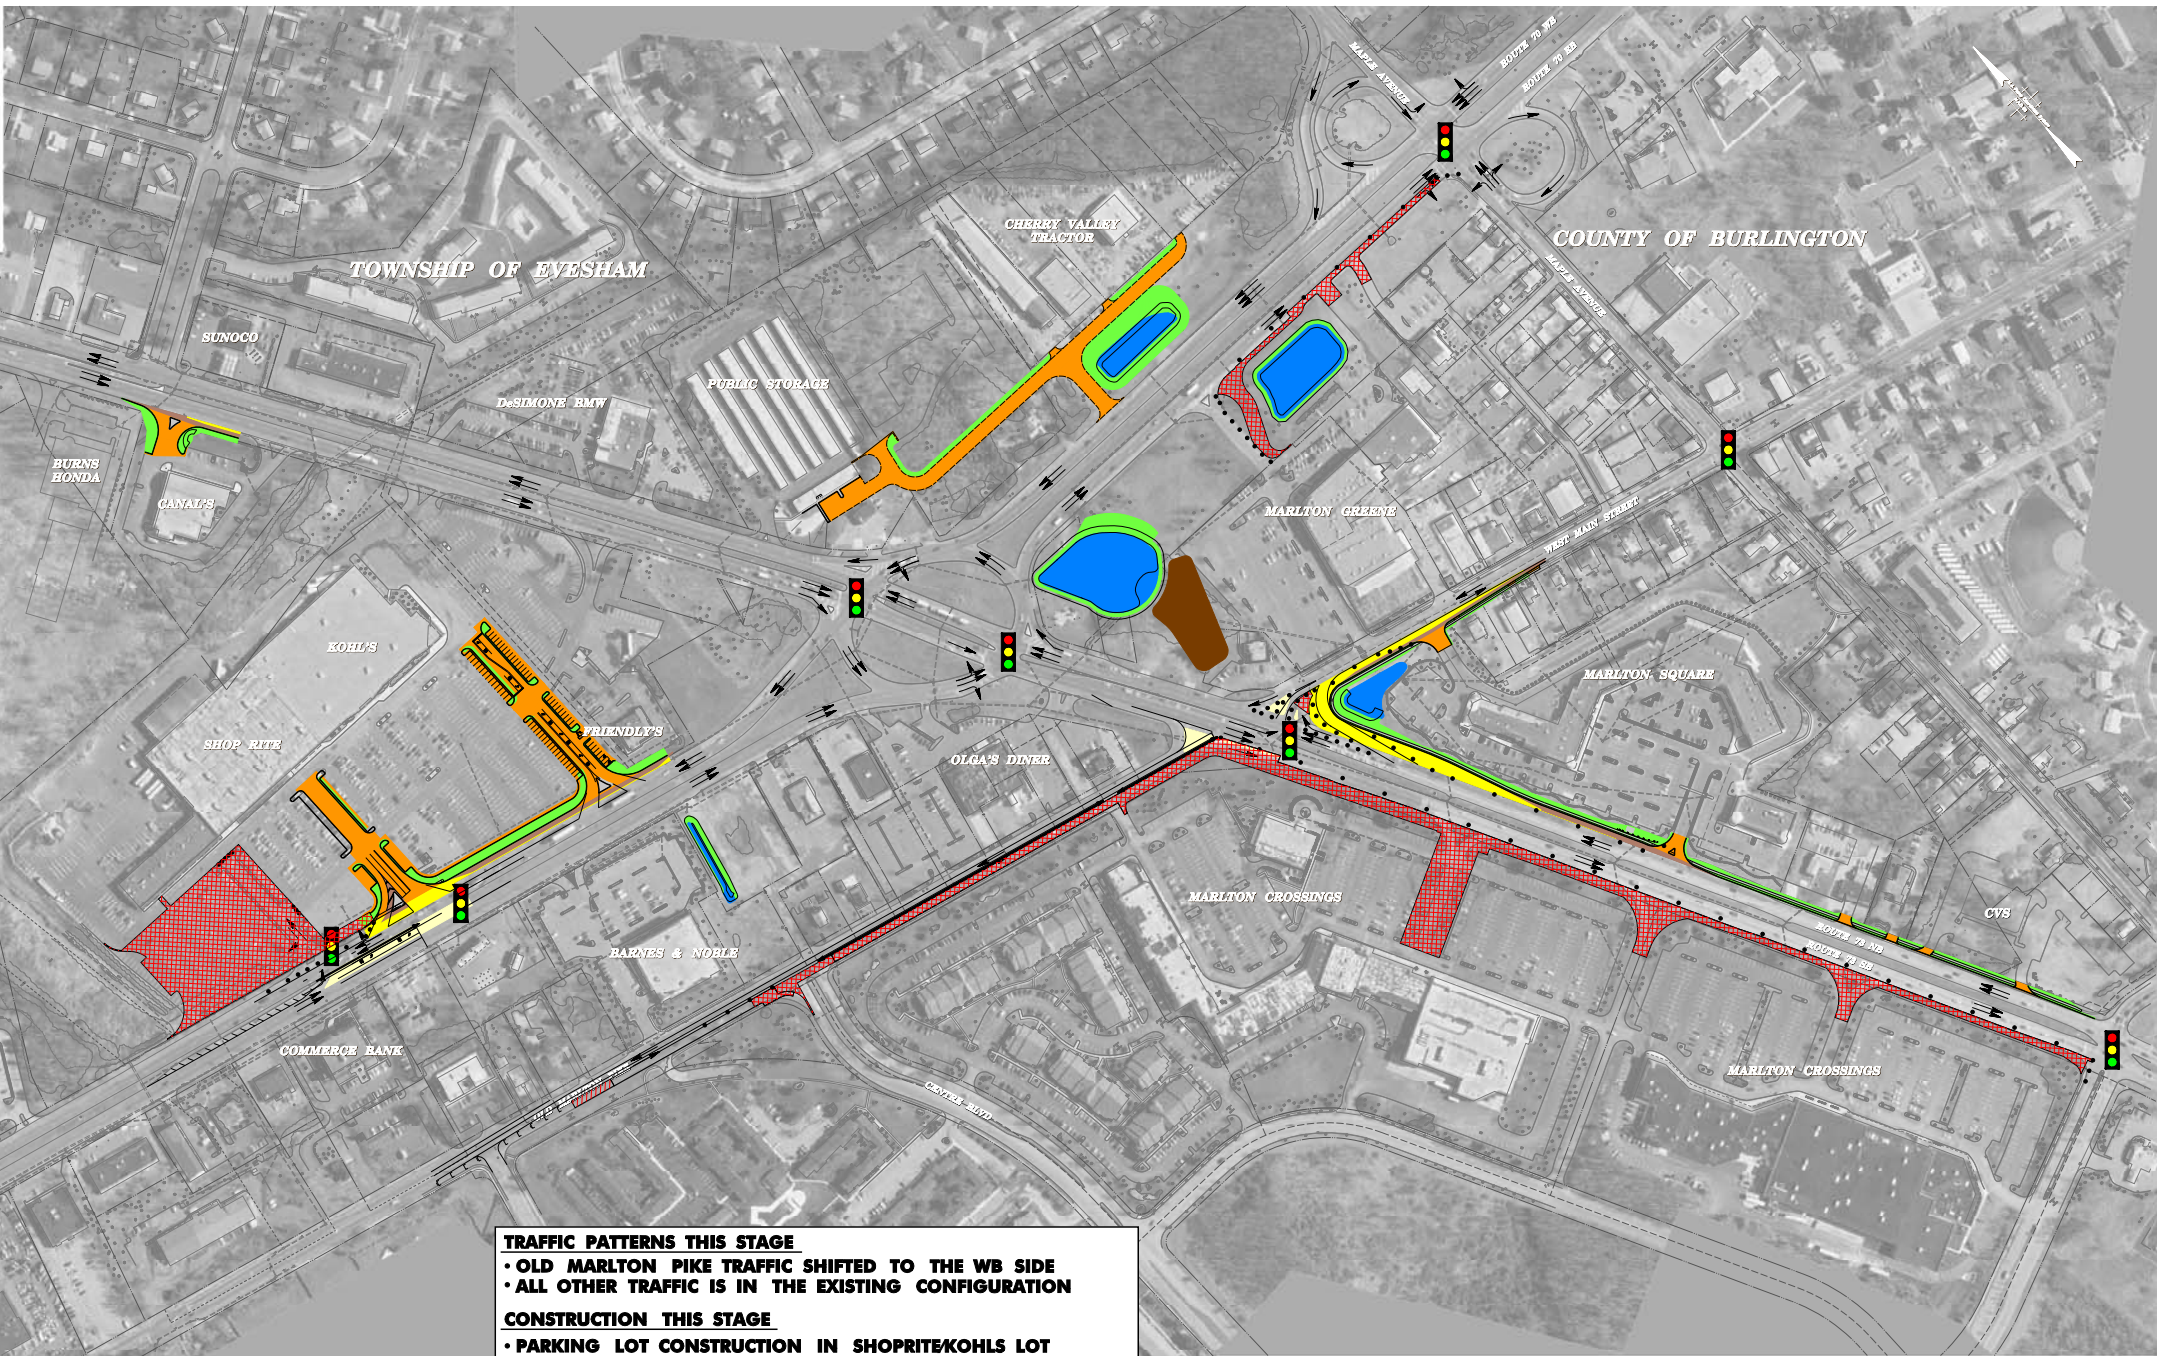 MAPLE AVENUE
ROUTE 70 WB
ROUTE 70 EB
CHERRY VALLEY
TRACTOR
COUNTY OF BURLINGTON
TOWNSHIP OF EVESHAM
MAPLE AVENUE
SUNOCO
PUBLIC STORAGE
DeSIMONE BMW
BURNS
HONDA
CANAL'S
MARLTON GREENE
WEST MAIN STREET
KOHL'S
MARLTON SQUARE
FRIENDLY'S
SHOP RITE
OLGA'S DINER
MARLTON CROSSINGS
CVS
ROUTE 73 NB
ROUTE 73 SB
BARNES & NOBLE
COMMERCE BANK
MARLTON CROSSINGS
CENTRE BLVD
TRAFFIC PATTERNS THIS STAGE
• OLD MARLTON PIKE TRAFFIC SHIFTED TO THE WB SIDE
• ALL OTHER TRAFFIC IS IN THE EXISTING CONFIGURATION
CONSTRUCTION THIS STAGE
• PARKING LOT CONSTRUCTION IN SHOPRITE/KOHLS LOT